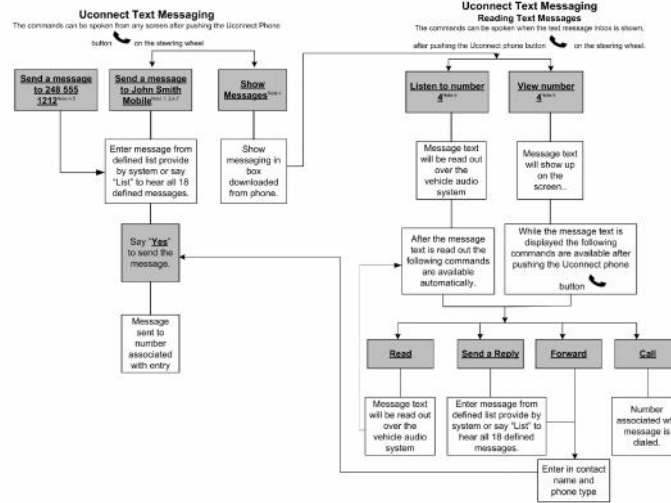 Uconnect Text Messaging
The commands can be spoken from any screen after pushing the Uconnect Phone
button on the steering wheel
Send a message
to 248 555
1212
Send a message
to John Smith
Mobile
Show
Messages
Enter message from
defined list provide
by system or say
"List" to hear all 18
defined messages.
Show
messaging in
box
downloaded
from phone.
Say "Yes"
to send the
message.
Message
sent to
number
associated
with entry
Uconnect Text Messaging
Reading Text Messages
The commands can be spoken when the text message inbox is shown,
after pushing the Uconnect phone button on the steering wheel.
Listen to number
4
View number
4
Message text
will be read out
over the
vehicle audio
system
Message text
will show up
on the
screen..
After the message
text is read out the
following commands
are available
automatically.
While the message text is
displayed the following
commands are available after
pushing the Uconnect phone
button
Read
Send a Reply
Forward
Call
Message text
will be read out
over the
vehicle audio
system
Enter message from
defined list provide by
system or say "List" to
hear all 18 defined
messages.
Number
associated w
message is
dialed.
Enter in contact
name and
phone type